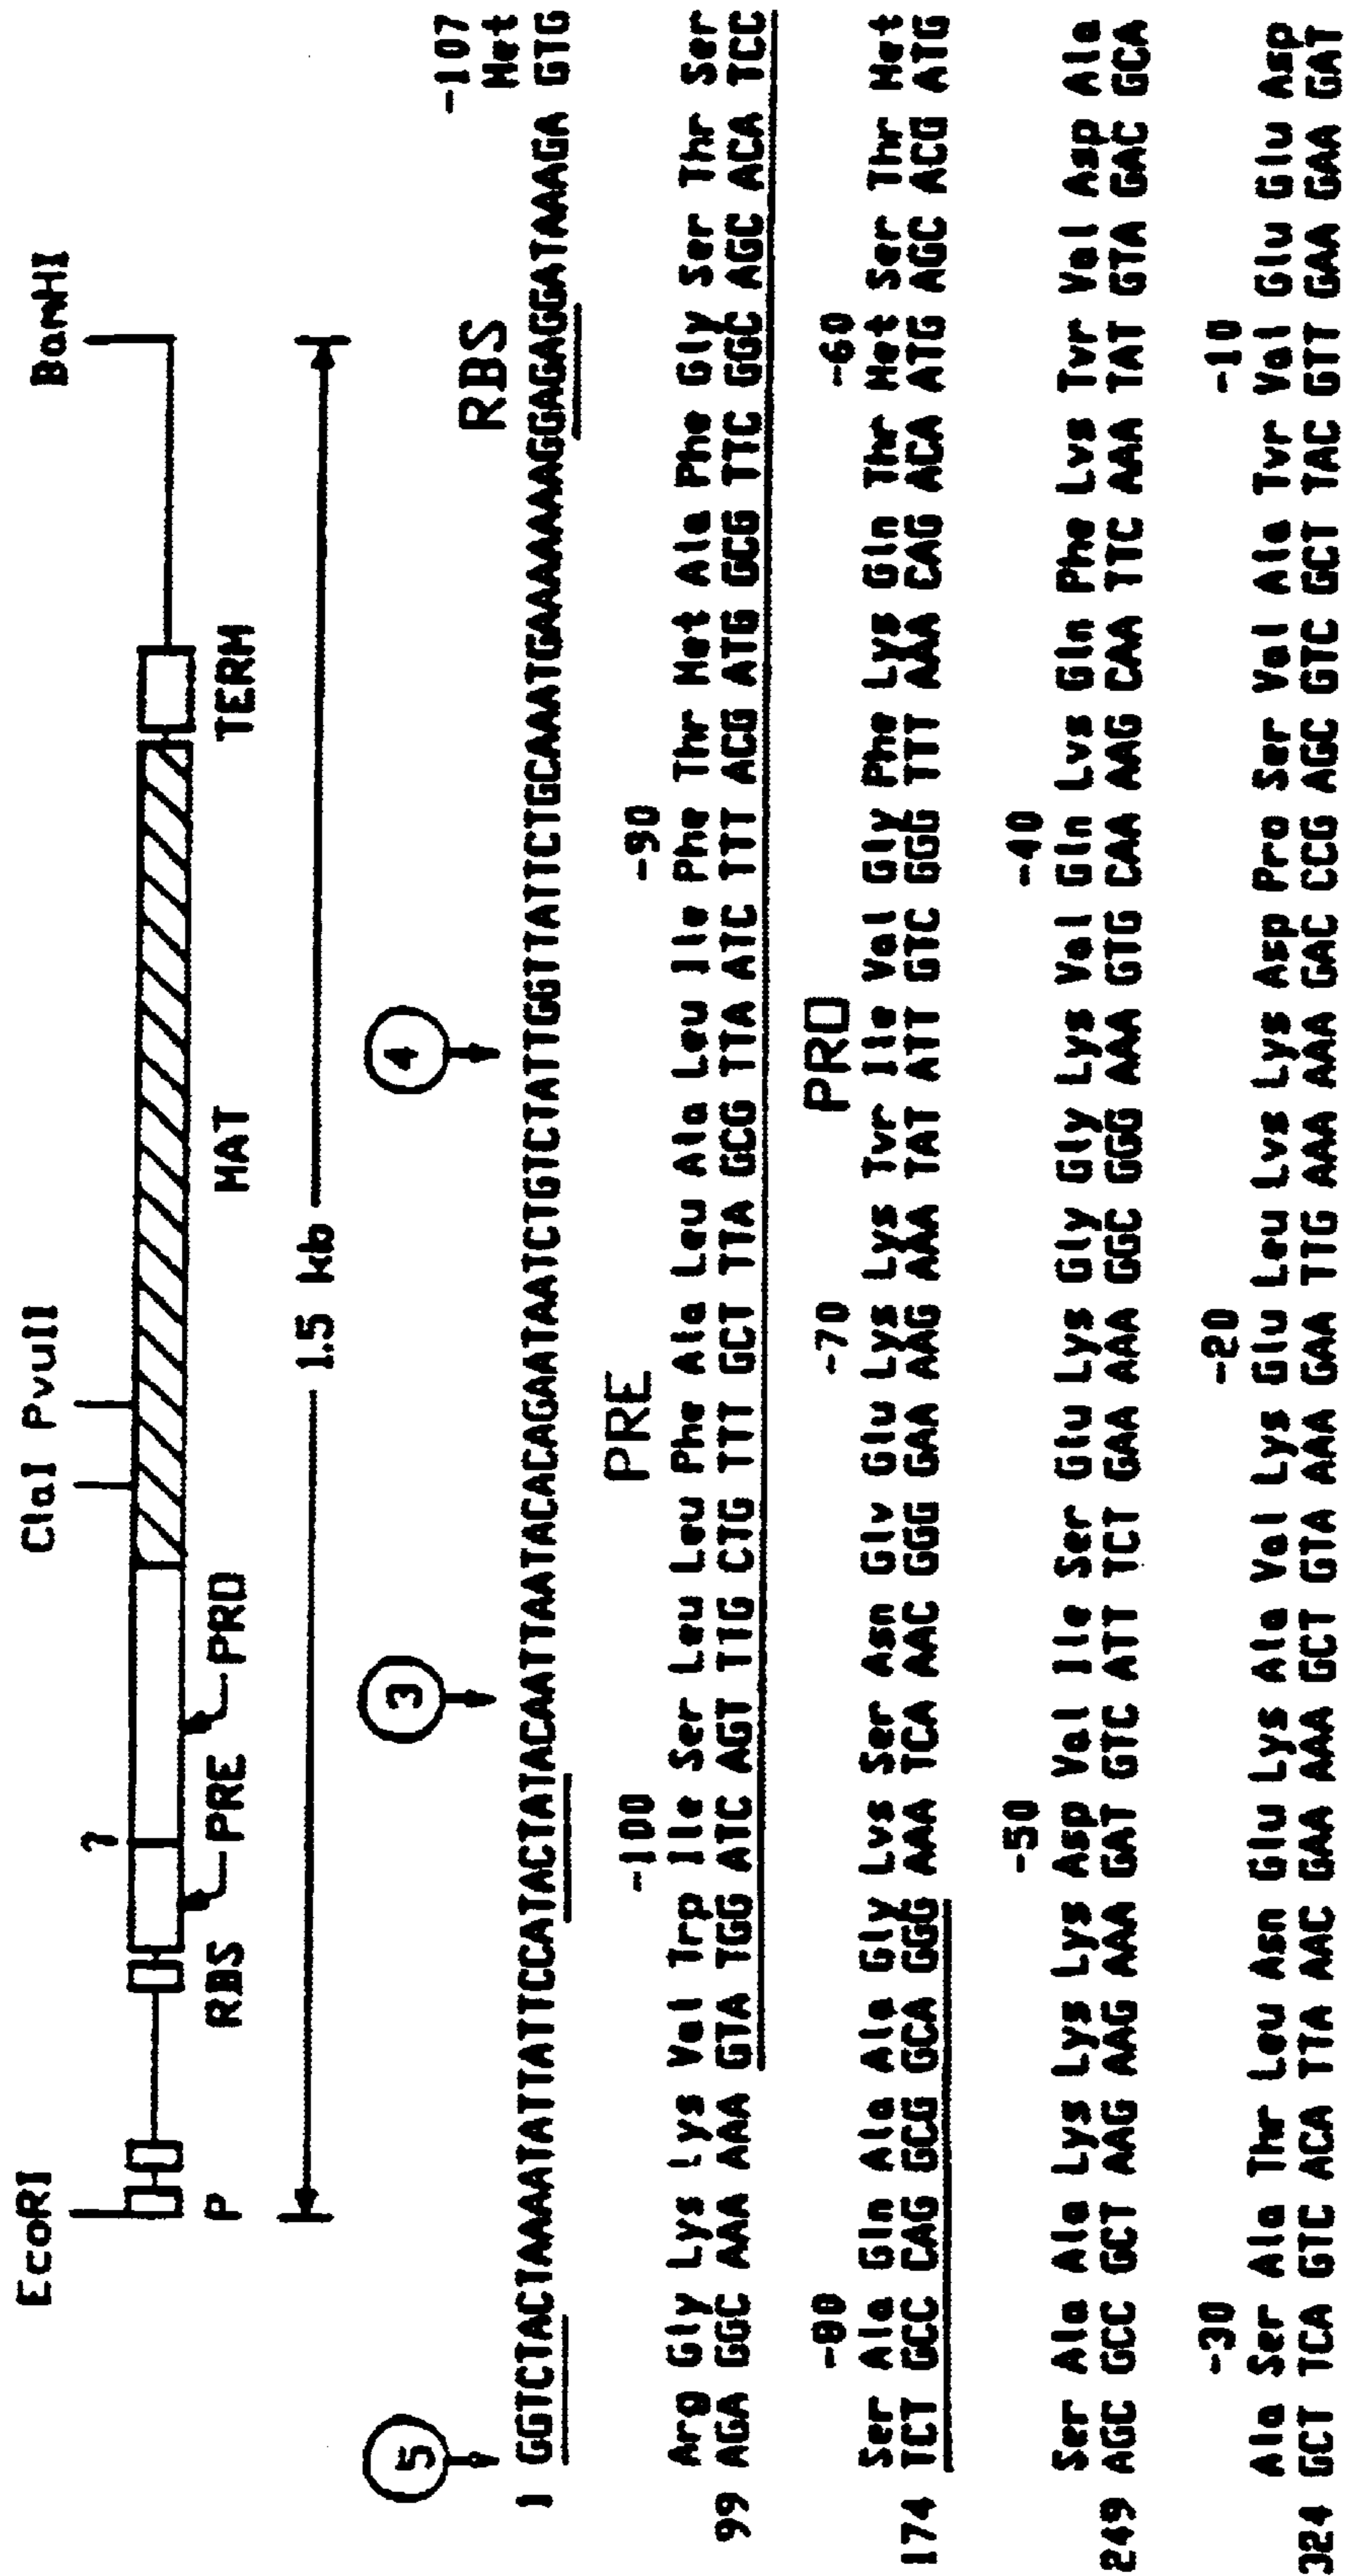 EcoRI ClaI PvuII BamHI
?
P RBS PRE PRO MAT TERM
1.5 kb
5 3 4
RBS -107
Met
1 GGTCTACTAAAATATTATTCCATACTATACAATTAATACACAGAATAATCTGTCTATTGGTTATTCTGCAAATGAAAAAAAGGAGAGGATAAAGA GTG
PRE
-100 -90
Arg Gly Lys Lys Val Trp Ile Ser Leu Leu Phe Ala Leu Ala Leu Ile Phe Thr Met Ala Phe Gly Ser Thr Ser
99 AGA GGC AAA AAA GTA TGG ATC AGT TTG CTG TTT GCT TTA GCG TTA ATC TTT ACG ATG GCG TTC GGC AGC ACA TCC
PRO
-80 -70 -60
Ser Ala Gln Ala Ala Gly Lys Ser Asn Gly Glu Lys Lys Tyr Ile Val Gly Phe Lys Gln Thr Met Ser Thr Met
174 TCT GCC CAG GCG GCA GGG AAA TCA AAC GGG GAA AAG AAA TAT ATT GTC GGG TTT AAA CAG ACA ATG AGC ACG ATG
-50 -40
Ser Ala Ala Lys Lys Lys Asp Val Ile Ser Glu Lys Gly Gly Lys Val Gln Lys Gln Phe Lys Tyr Val Asp Ala
249 AGC GCC GCT AAG AAG AAA GAT GTC ATT TCT GAA AAA GGC GGG AAA GTG CAA AAG CAA TTC AAA TAT GTA GAC GCA
-30 -20 -10
Ala Ser Ala Thr Leu Asn Glu Lys Ala Val Lys Glu Leu Lys Lys Asp Pro Ser Val Ala Tyr Val Glu Glu Asp
324 GCT TCA GTC ACA TTA AAC GAA AAA GCT GTA AAA GAA TTG AAA AAA GAC CCG AGC GTC GCT TAC GTT GAA GAA GAT